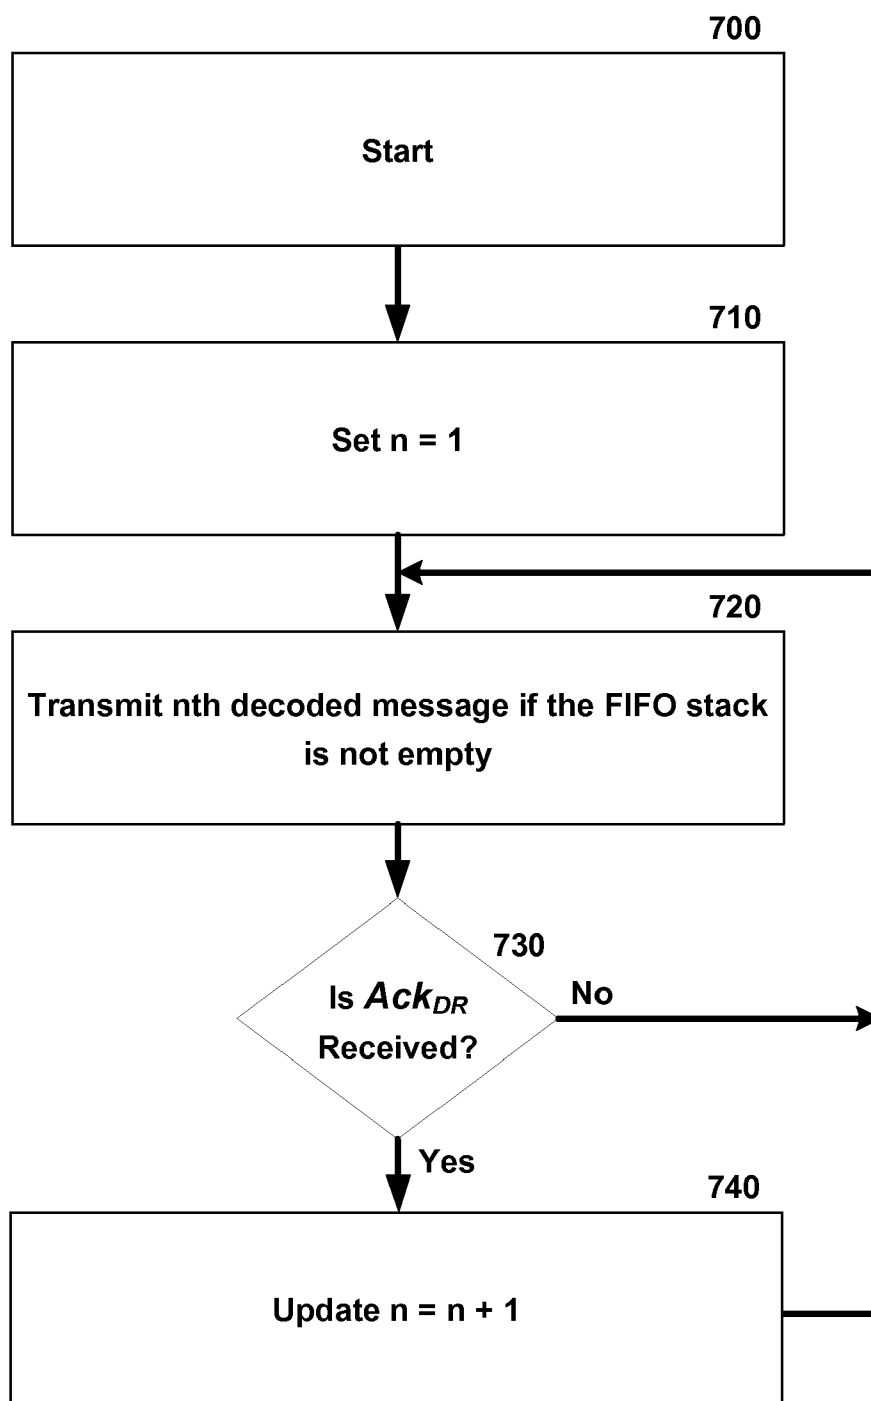 700
Start
710
Set n = 1
720
Transmit nth decoded message if the FIFO stack
is not empty
730
Is Ack_DR
Received?
No
Yes
740
Update n = n + 1